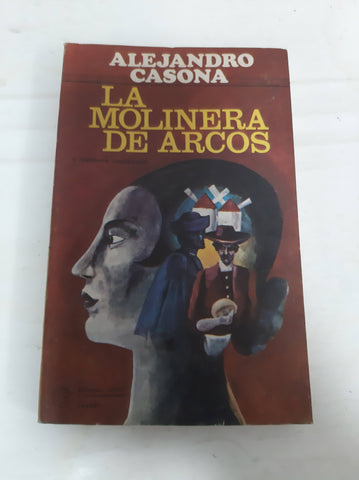 ALEJANDRO
CASONA
LA
MOLINERA
DE ARCOS